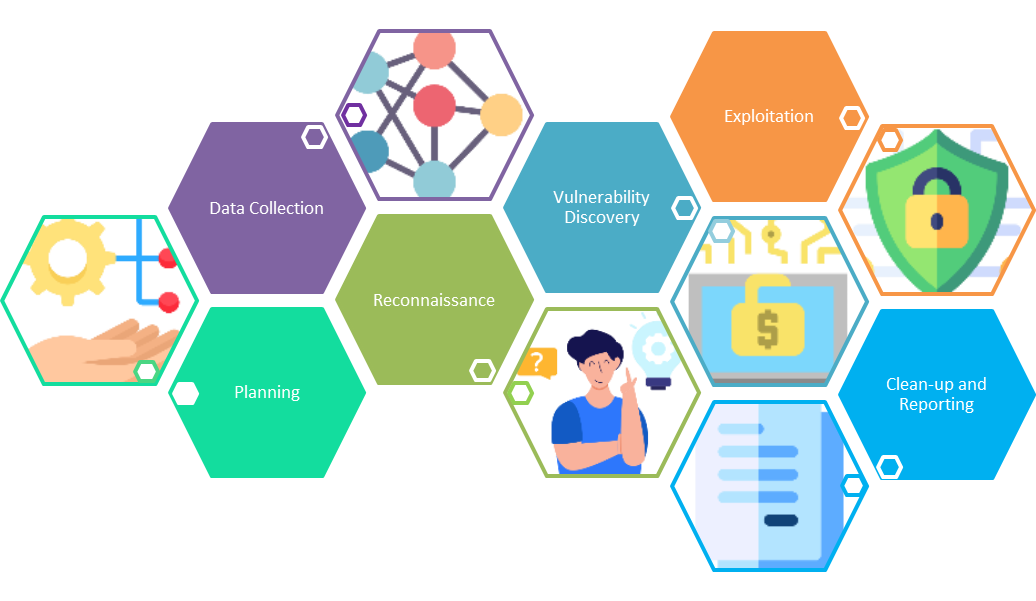 Exploitation
Data Collection
Vulnerability
Discovery
Reconnaissance
?
$
Planning
Clean-up and
Reporting